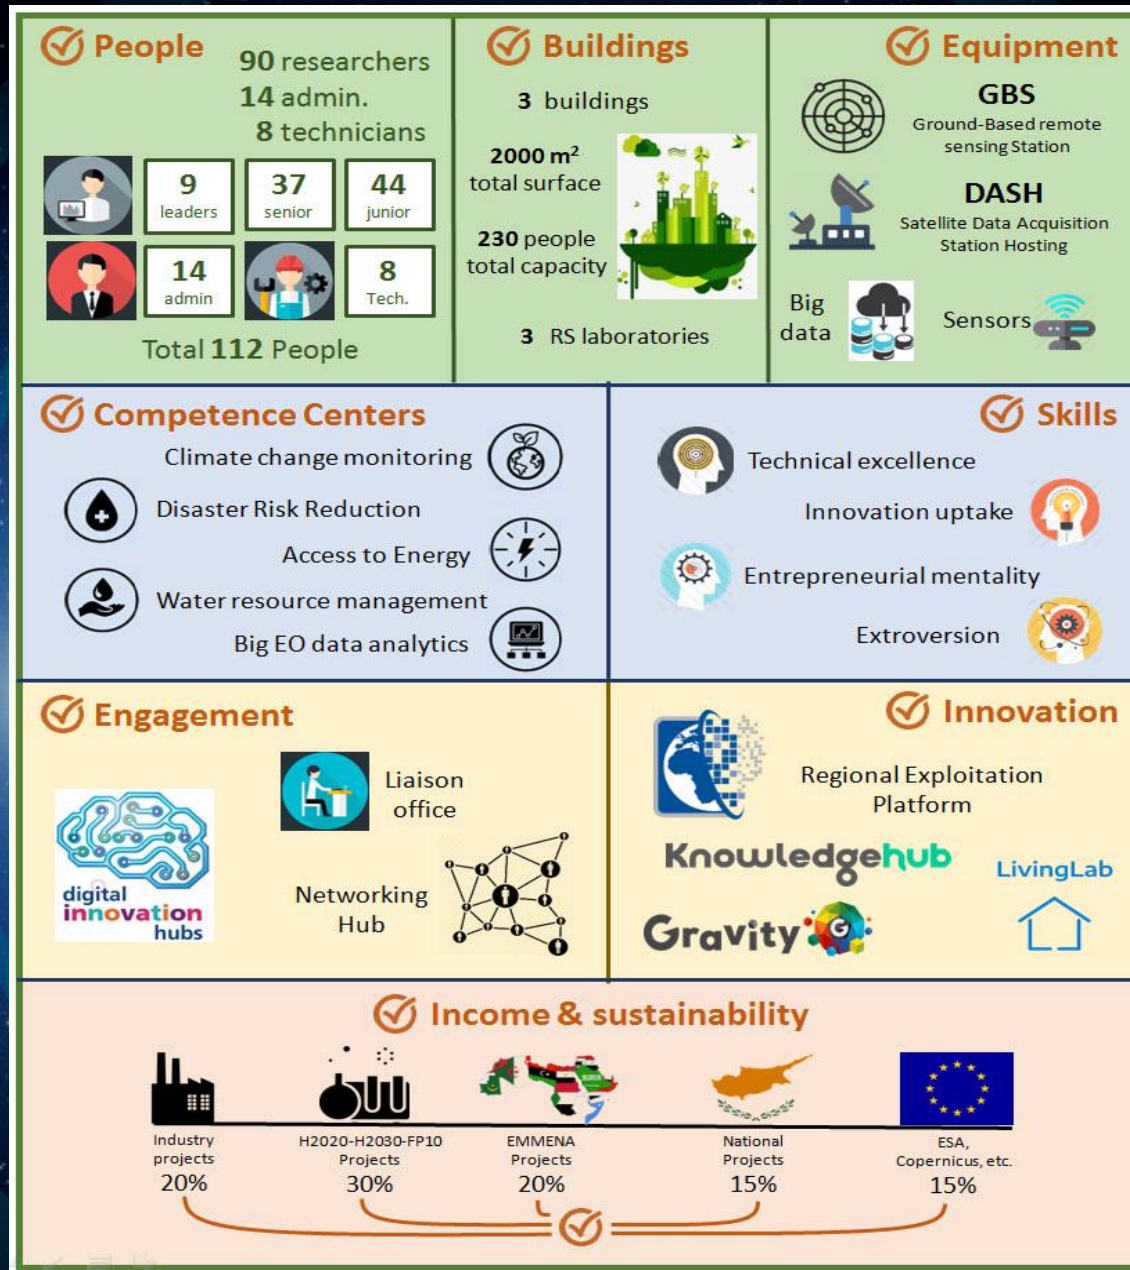 People
90 researchers
14 admin.
8 technicians
9
leaders
37
senior
44
junior
14
admin
8
Tech.
Total 112 People
Buildings
3 buildings
2000 m²
total surface
230 people
total capacity
3 RS laboratories
Equipment
GBS
Ground-Based remote
sensing Station
DASH
Satellite Data Acquisition
Station Hosting
Big
data
Sensors
Competence Centers
Climate change monitoring
Disaster Risk Reduction
Access to Energy
Water resource management
Big EO data analytics
Skills
Technical excellence
Innovation uptake
Entrepreneurial mentality
Extroversion
Engagement
Liaison
office
digital
innovation
hubs
Networking
Hub
Innovation
Regional Exploitation
Platform
Knowledgehub
LivingLab
Gravity G
Income & sustainability
Industry
projects
20%
H2020-H2030-FP10
Projects
30%
EMMENA
Projects
20%
National
Projects
15%
ESA,
Copernicus, etc.
15%